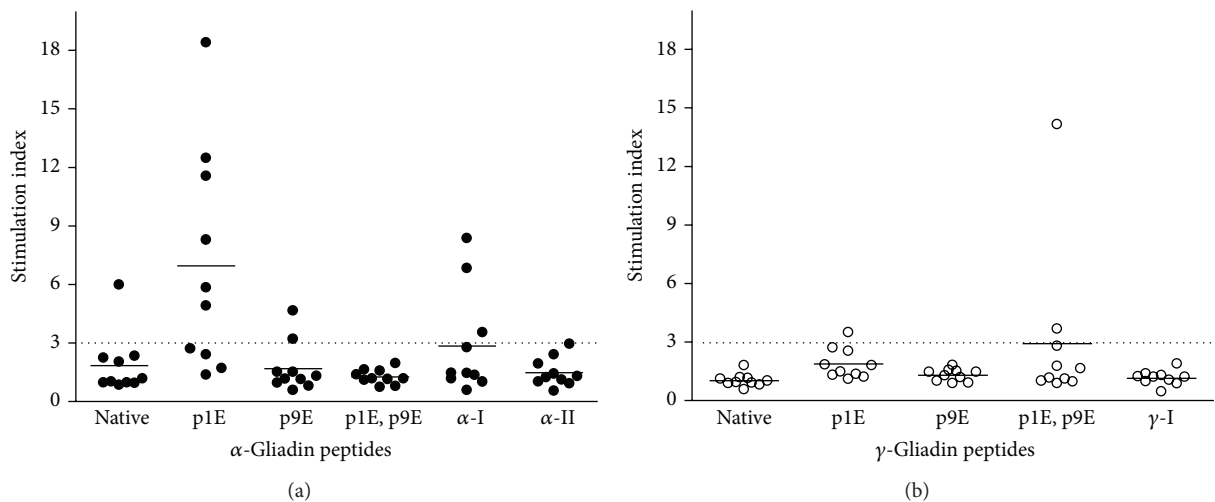 18
15
12
9
6
3
0
Stimulation index
Native p1E p9E p1E, p9E α-I α-II
α-Gliadin peptides
(a)
18
15
12
9
6
3
0
Stimulation index
Native p1E p9E p1E, p9E γ-I
γ-Gliadin peptides
(b)